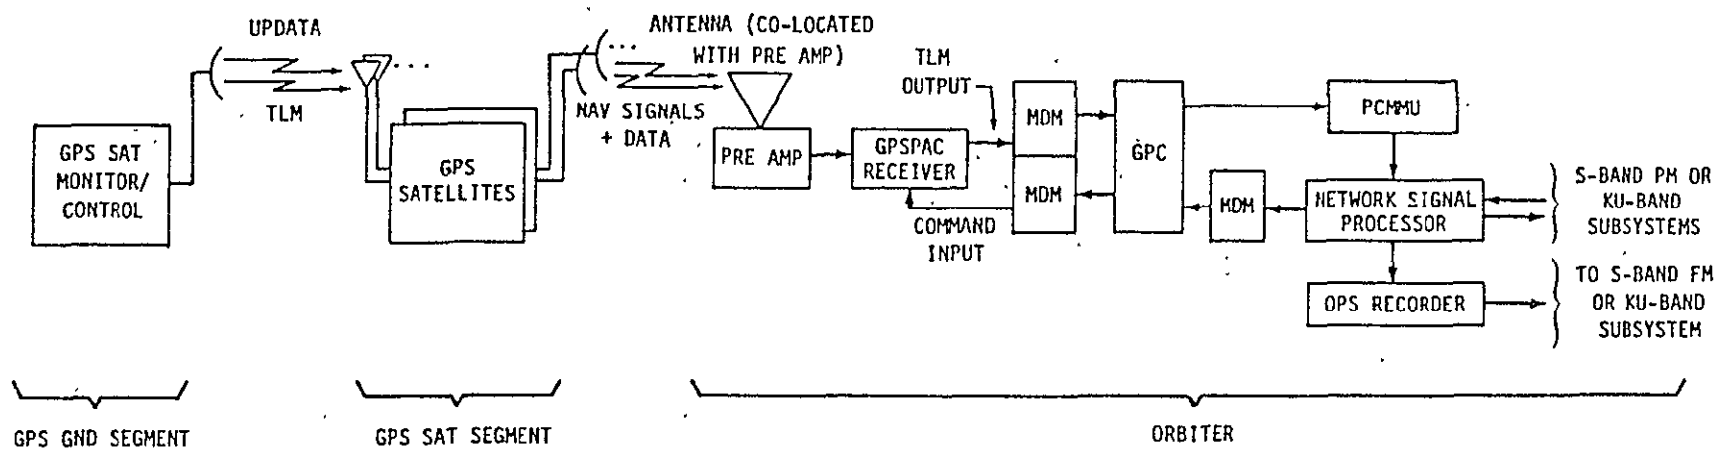 UPDATA
TLM
GPS SAT
MONITOR/
CONTROL
GPS
SATELLITES
ANTENNA (CO-LOCATED
WITH PRE AMP)
NAV SIGNALS
+ DATA
PRE AMP
GPSPAC
RECEIVER
TLM
OUTPUT
COMMAND
INPUT
MDM
MDM
GPC
MDM
PCMMU
NETWORK SIGNAL
PROCESSOR
OPS RECORDER
S-BAND PM OR
KU-BAND
SUBSYSTEMS
TO S-BAND FM
OR KU-BAND
SUBSYSTEM
GPS GND SEGMENT
GPS SAT SEGMENT
ORBITER